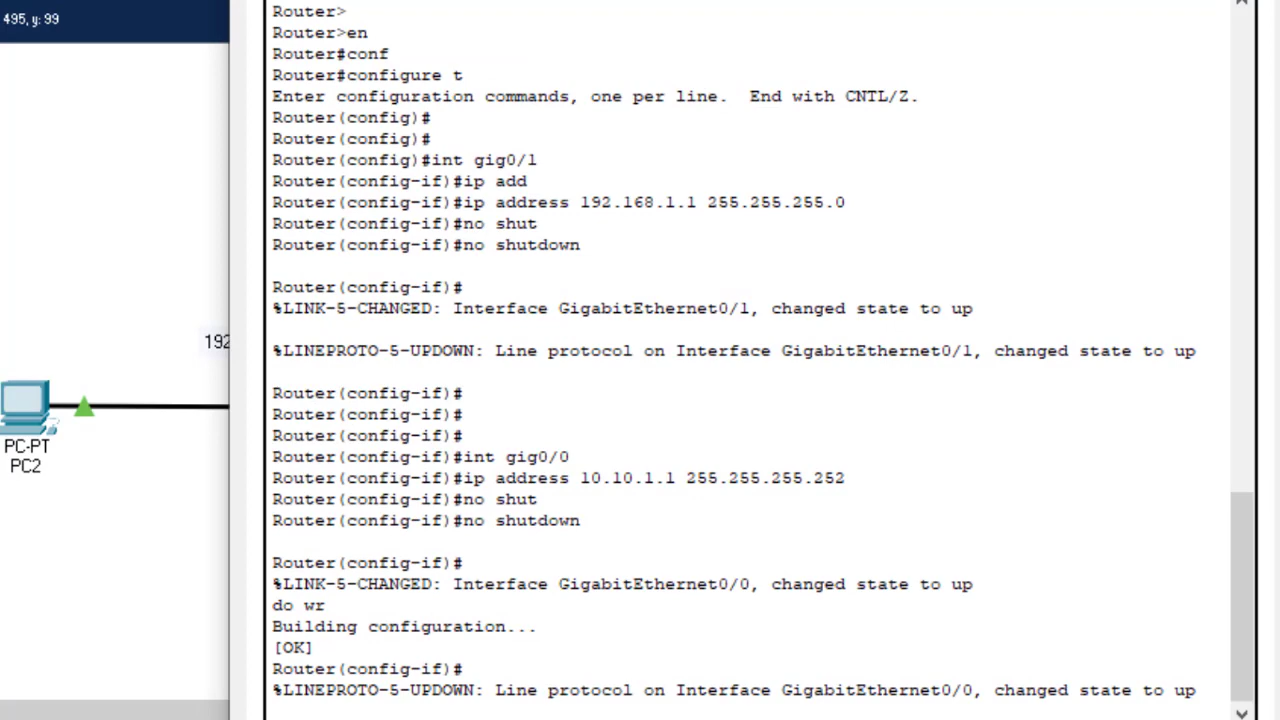 495, y: 99
Router>
Router>en
Router#conf
Router#configure t
Enter configuration commands, one per line.  End with CNTL/Z.
Router(config)#
Router(config)#
Router(config)#int gig0/1
Router(config-if)#ip add
Router(config-if)#ip address 192.168.1.1 255.255.255.0
Router(config-if)#no shut
Router(config-if)#no shutdown
Router(config-if)#
%LINK-5-CHANGED: Interface GigabitEthernet0/1, changed state to up
192
%LINEPROTO-5-UPDOWN: Line protocol on Interface GigabitEthernet0/1, changed state to up
Router(config-if)#
Router(config-if)#
Router(config-if)#
PC-PT
PC2
Router(config-if)#int gig0/0
Router(config-if)#ip address 10.10.1.1 255.255.255.252
Router(config-if)#no shut
Router(config-if)#no shutdown
Router(config-if)#
%LINK-5-CHANGED: Interface GigabitEthernet0/0, changed state to up
do wr
Building configuration...
[OK]
Router(config-if)#
%LINEPROTO-5-UPDOWN: Line protocol on Interface GigabitEthernet0/0, changed state to up